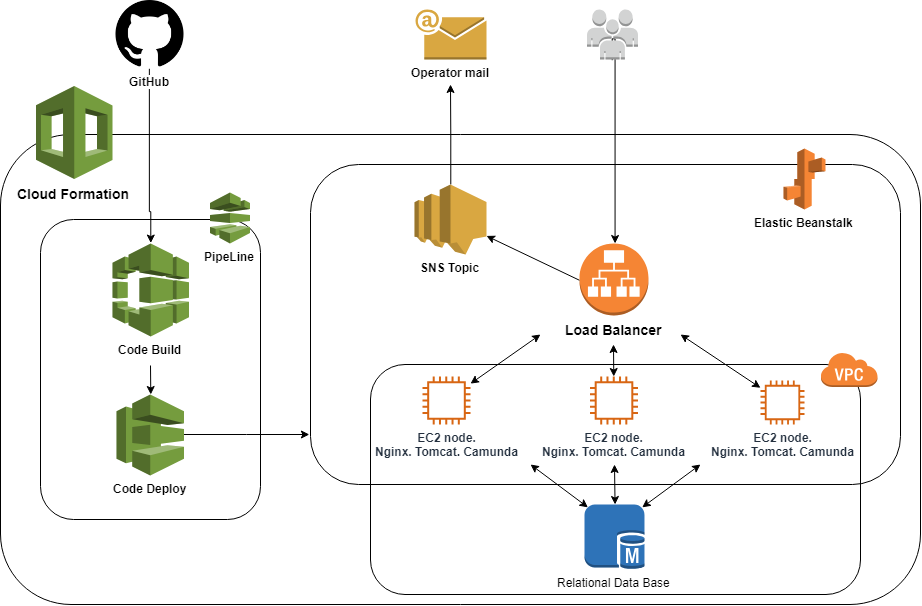 GitHub
Operator mail
Cloud Formation
Elastic Beanstalk
PipeLine
SNS Topic
Load Balancer
Code Build
VPC
EC2 node.
Nginx. Tomcat. Camunda
EC2 node.
Nginx. Tomcat. Camunda
EC2 node.
Nginx. Tomcat. Camunda
Code Deploy
M
Relational Data Base